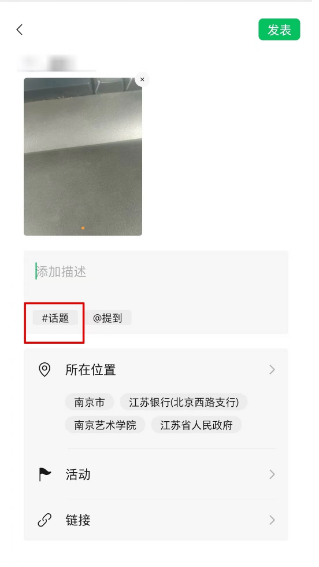 发表
添加描述
#话题 @提到
所在位置
南京市 江苏银行(北京西路支行)
南京艺术学院 江苏省人民政府
活动
链接